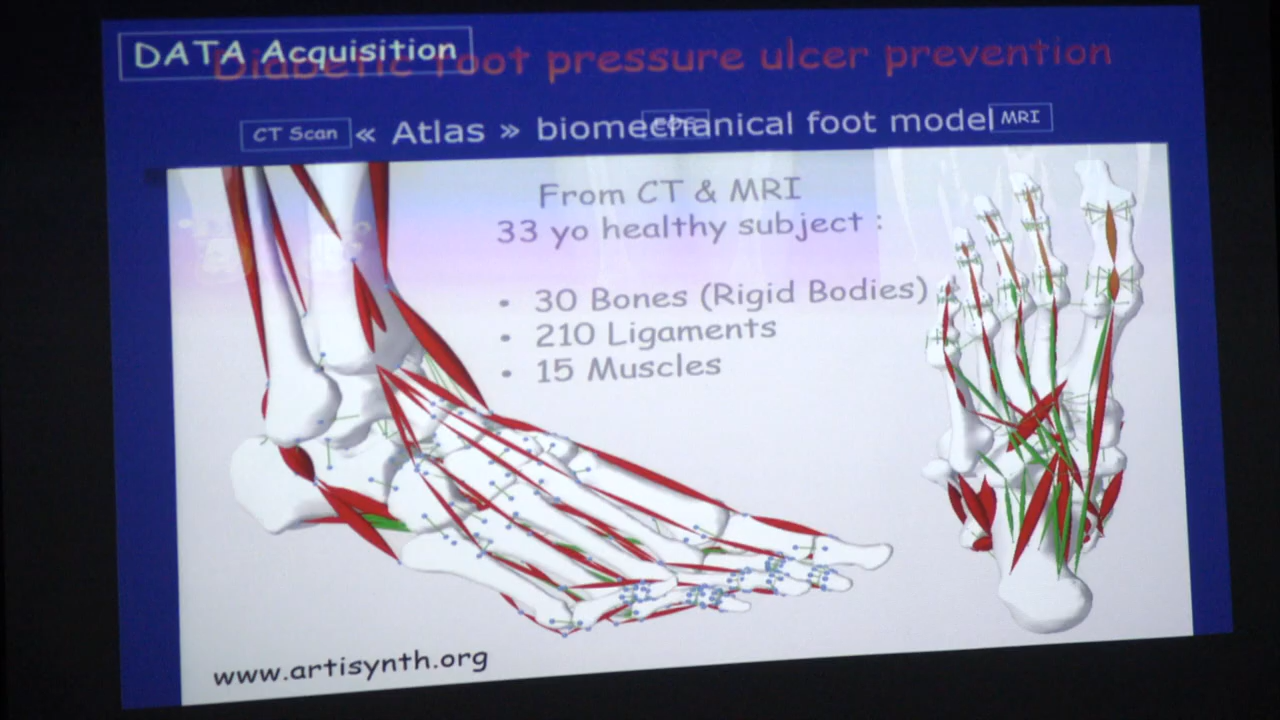 DATA Acquisition
Diabetic foot pressure ulcer prevention
CT Scan
« Atlas » biomechanical foot model
MRI
From CT & MRI
33 yo healthy subject :
• 30 Bones (Rigid Bodies)
• 210 Ligaments
• 15 Muscles
www.artisynth.org